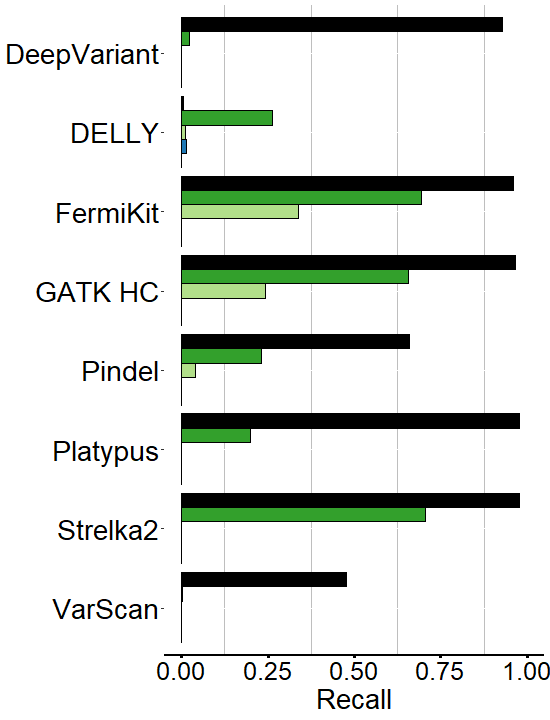 DeepVariant
DELLY
FermiKit
GATK HC
Pindel
Platypus
Strelka2
VarScan
0.00 0.25 0.50 0.75 1.00
Recall